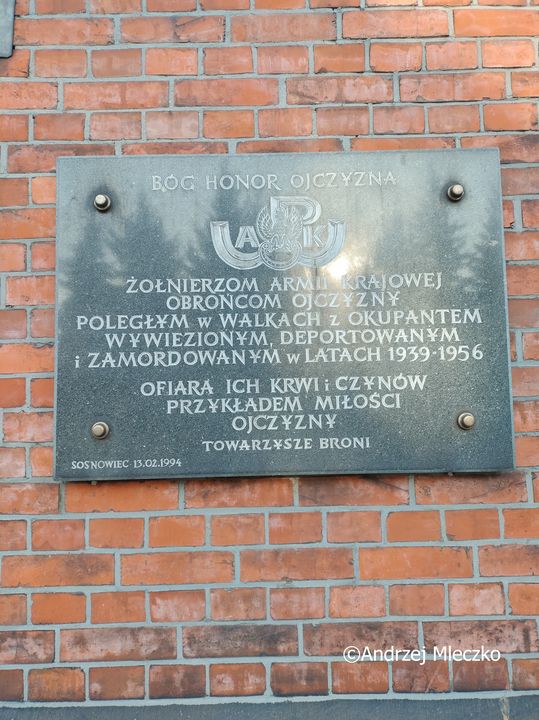 BÓG HONOR OJCZYZNA
AK
ŻOŁNIERZOM ARMII KRAJOWEJ
OBROŃCOM OJCZYZNY
POLEGŁYM W WALKACH Z OKUPANTEM
WYWIEZIONYM, DEPORTOWANYM
i ZAMORDOWANYM W LATACH 1939-1956
OFIARA ICH KRWI i CZYNÓW
PRZYKŁADEM MIŁOŚCI
OJCZYZNY
TOWARZYSZE BRONI
SOSNOWIEC 13.02.1994
©Andrzej Mleczko